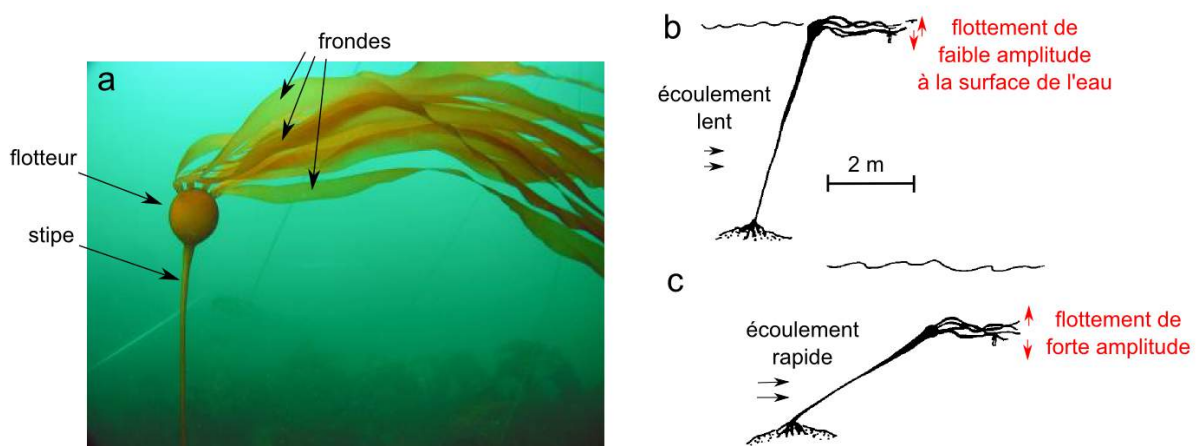 a
frondes
flotteur
stipe
b
flottement de
faible amplitude
à la surface de l'eau
écoulement
lent
2 m
c
écoulement
rapide
flottement de
forte amplitude